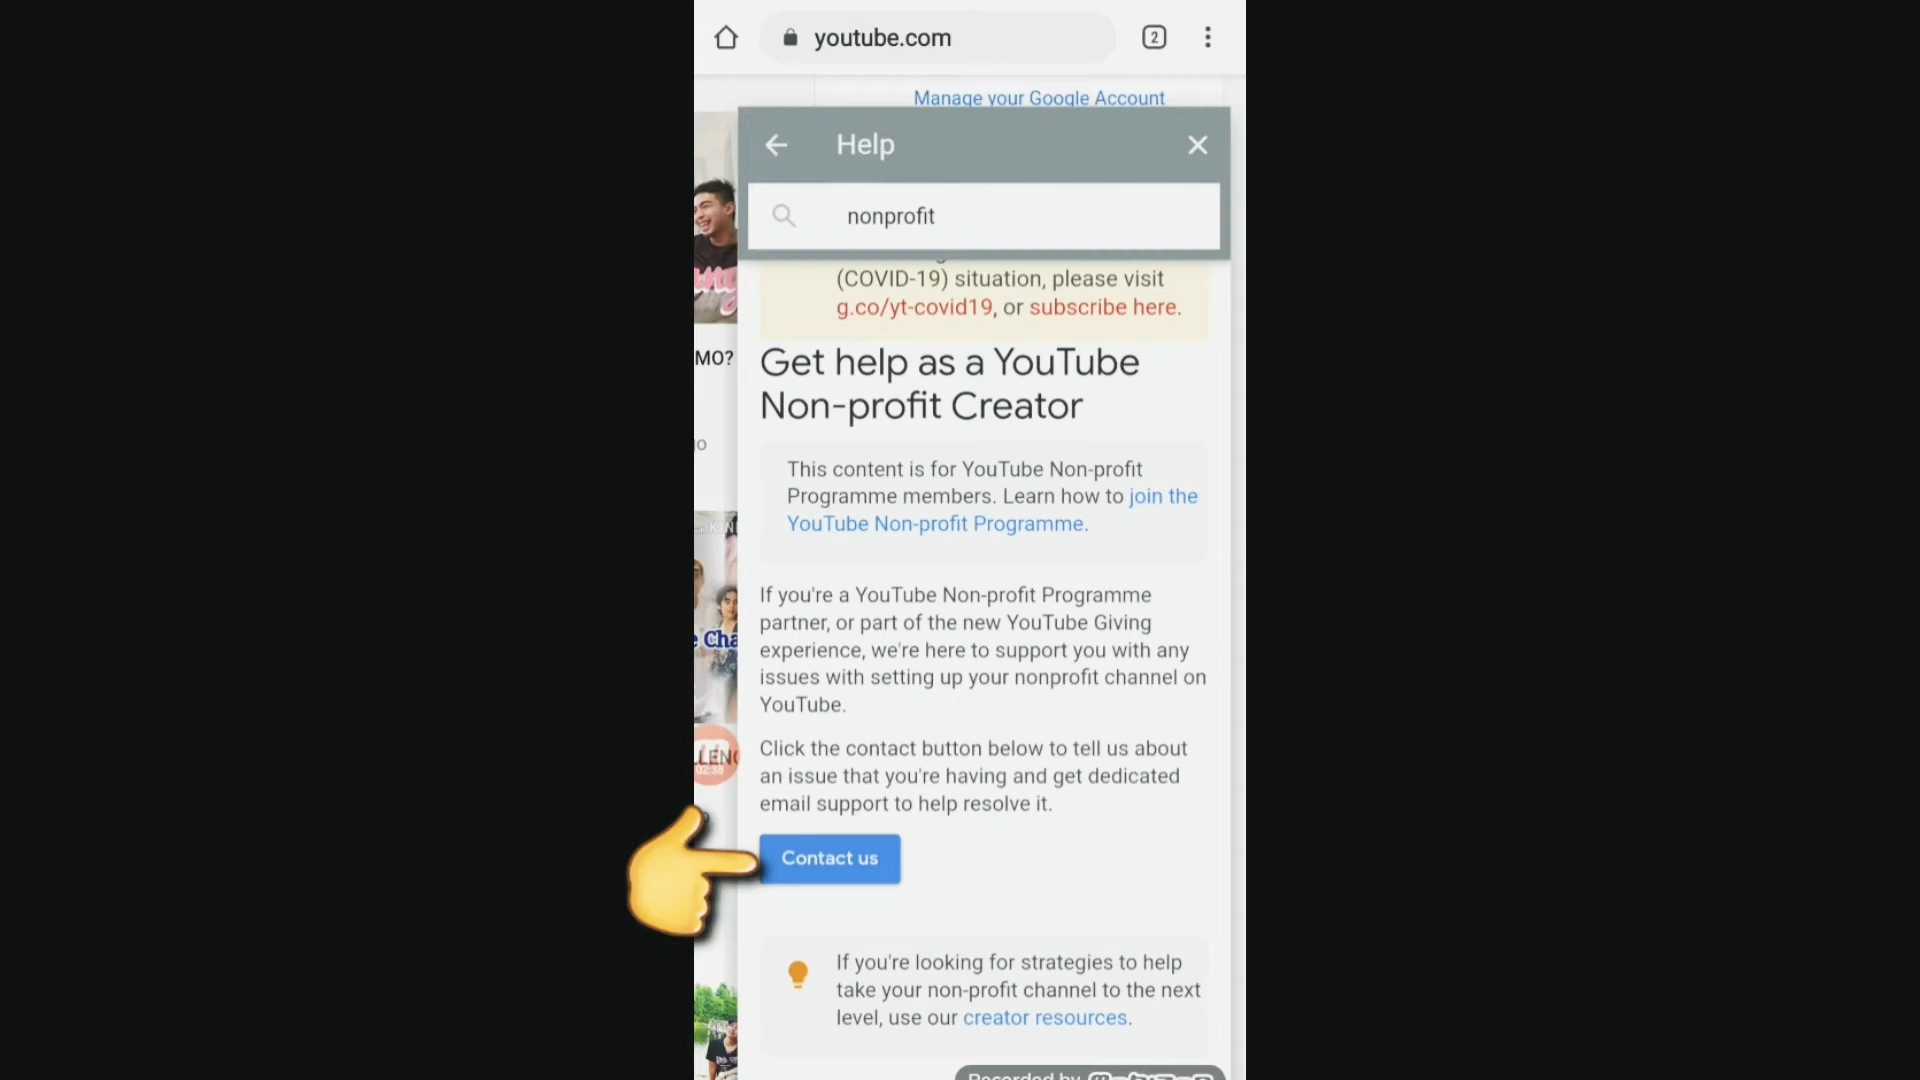 youtube.com
2
Manage your Google Account
Help
nonprofit
(COVID-19) situation, please visit
g.co/yt-covid19, or subscribe here.
MO?
Get help as a YouTube
Non-profit Creator
This content is for YouTube Non-profit
Programme members. Learn how to join the
YouTube Non-profit Programme.
If you're a YouTube Non-profit Programme
partner, or part of the new YouTube Giving
experience, we're here to support you with any
issues with setting up your nonprofit channel on
YouTube.
Cha
Click the contact button below to tell us about
an issue that you're having and get dedicated
email support to help resolve it.
LLENG
02:38
Contact us
If you're looking for strategies to help
take your non-profit channel to the next
level, use our creator resources.
Recorded by